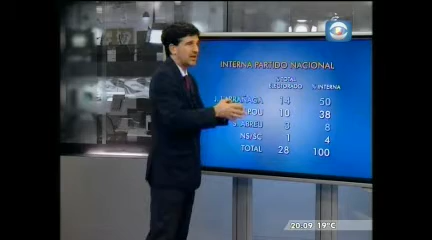 INTERNA PARTIDO NACIONAL
% TOTAL
ELECTORADO % INTERNA
J. LARRAÑAGA 14 50
POU 10 38
S. ABREU 3 8
NS/SC 1 4
TOTAL 28 100
20:09 19°C